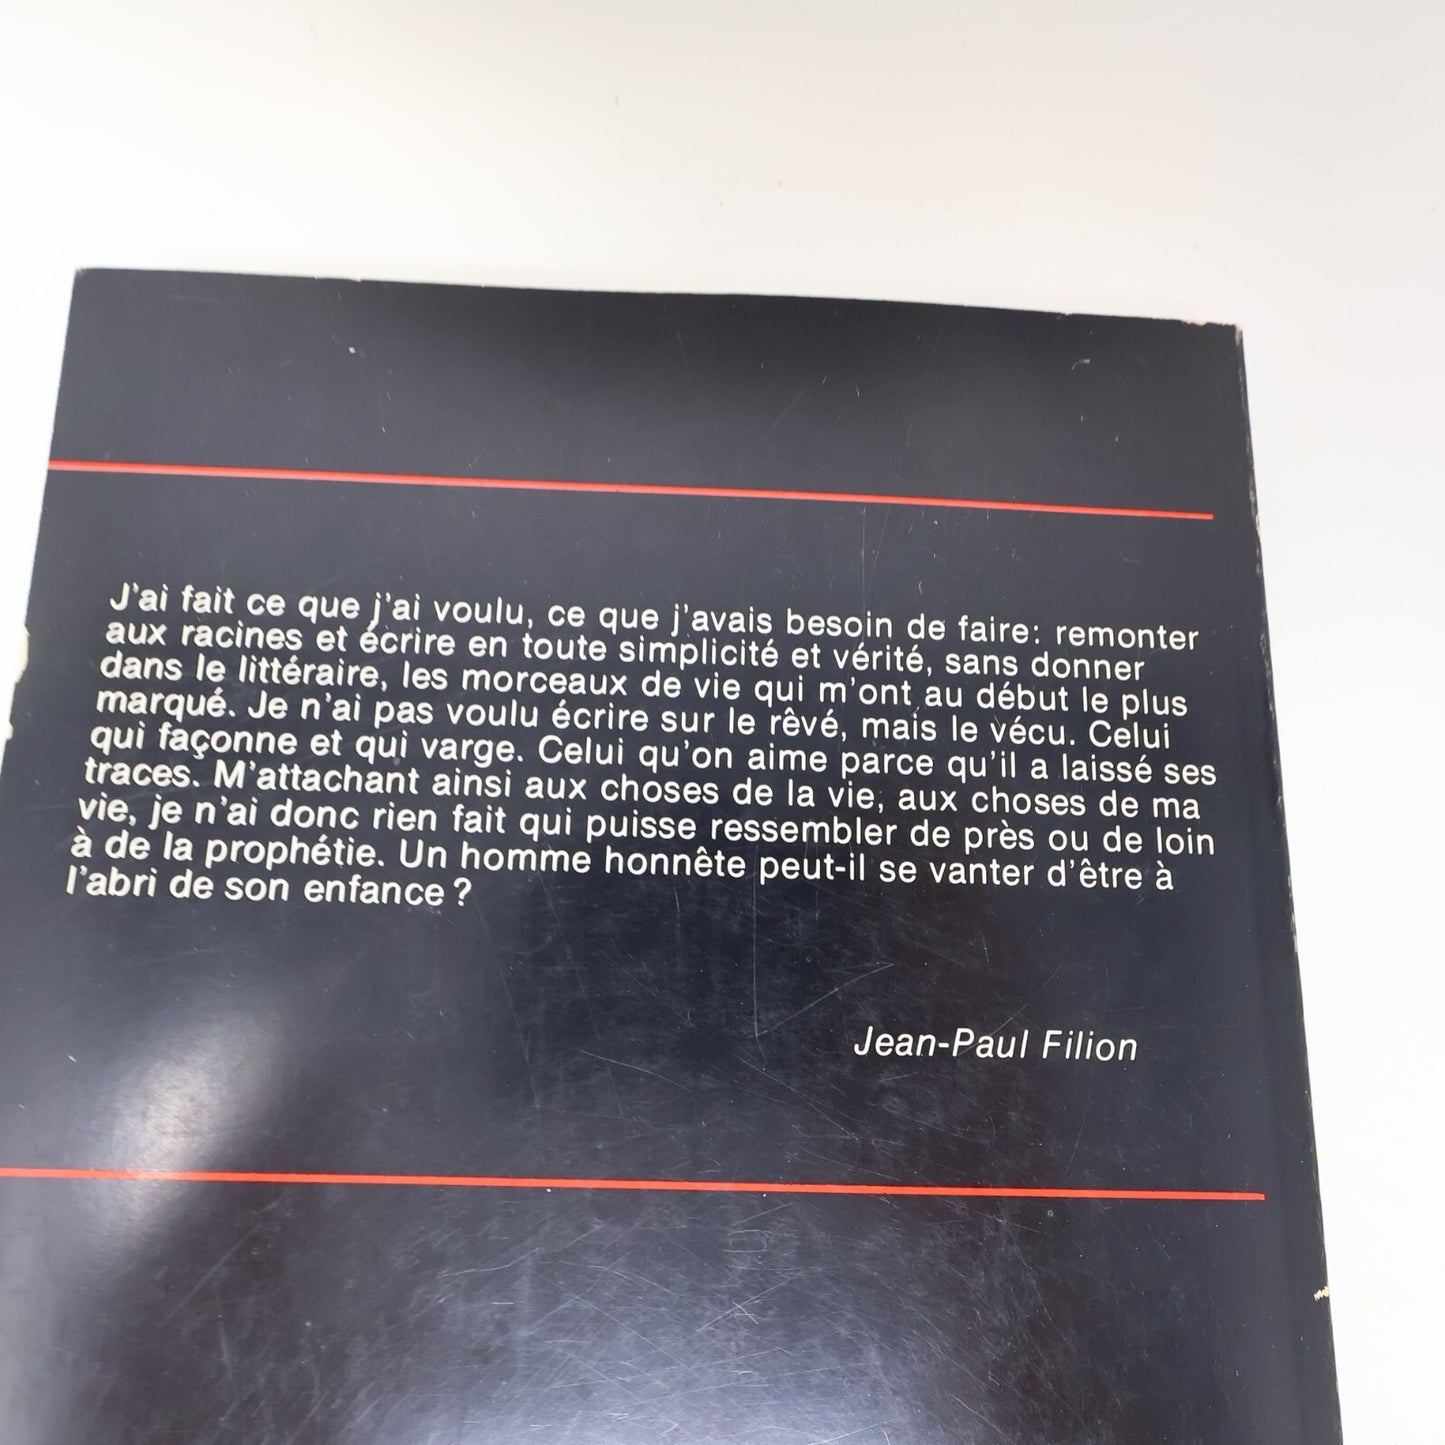 J'ai fait ce que j'ai voulu, ce que j'avais besoin de faire: remonter
aux racines et écrire en toute simplicité et vérité, sans donner
dans le littéraire, les morceaux de vie qui m'ont au début le plus
marqué. Je n'ai pas voulu écrire sur le rêvé, mais le vécu. Celui
qui façonne et qui varge. Celui qu'on aime parce qu'il a laissé ses
traces. M'attachant ainsi aux choses de la vie, aux choses de ma
vie, je n'ai donc rien fait qui puisse ressembler de près ou de loin
à de la prophétie. Un homme honnête peut-il se vanter d'être à
l'abri de son enfance?
Jean-Paul Filion